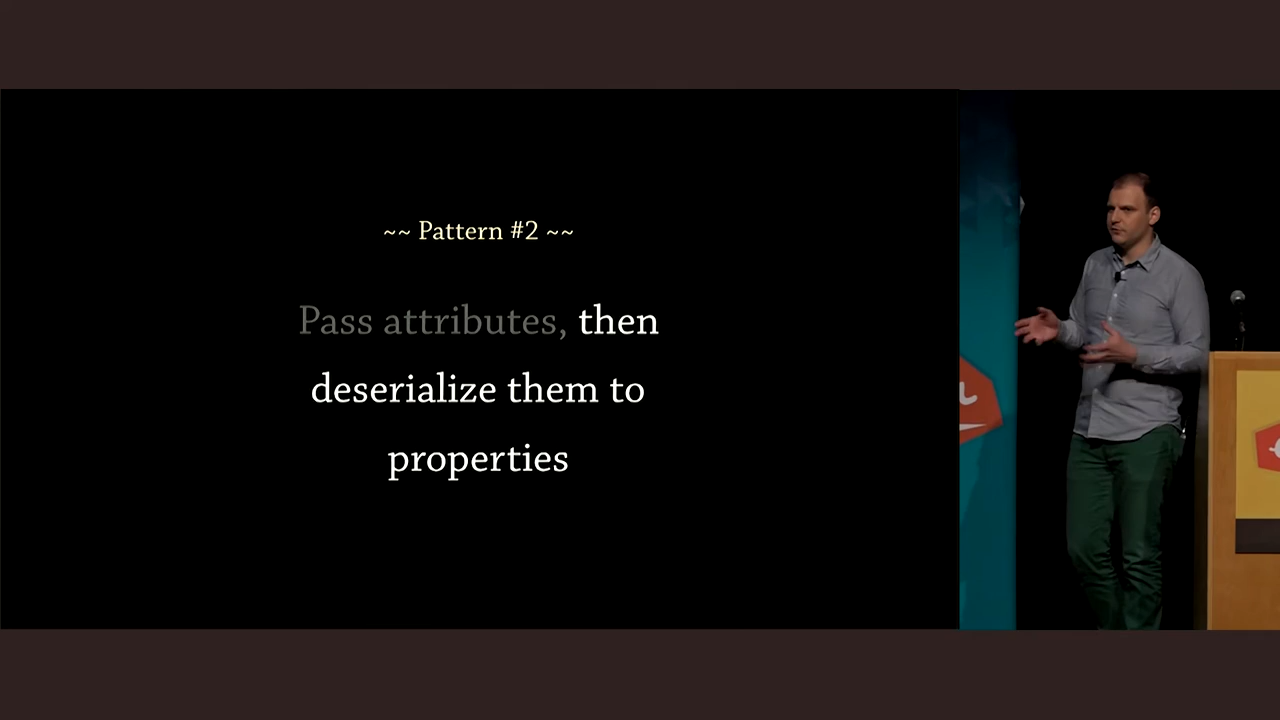 ~~ Pattern #2 ~~
Pass attributes, then
deserialize them to
properties